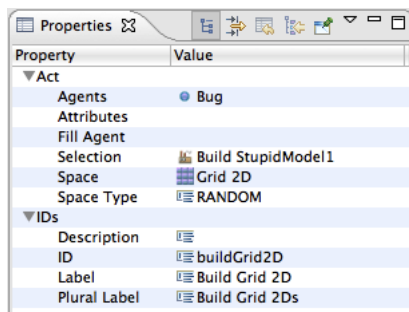 Properties
Property Value
Act
Agents Bug
Attributes
Fill Agent
Selection Build StupidModel1
Space Grid 2D
Space Type RANDOM
IDs
Description
ID buildGrid2D
Label Build Grid 2D
Plural Label Build Grid 2Ds